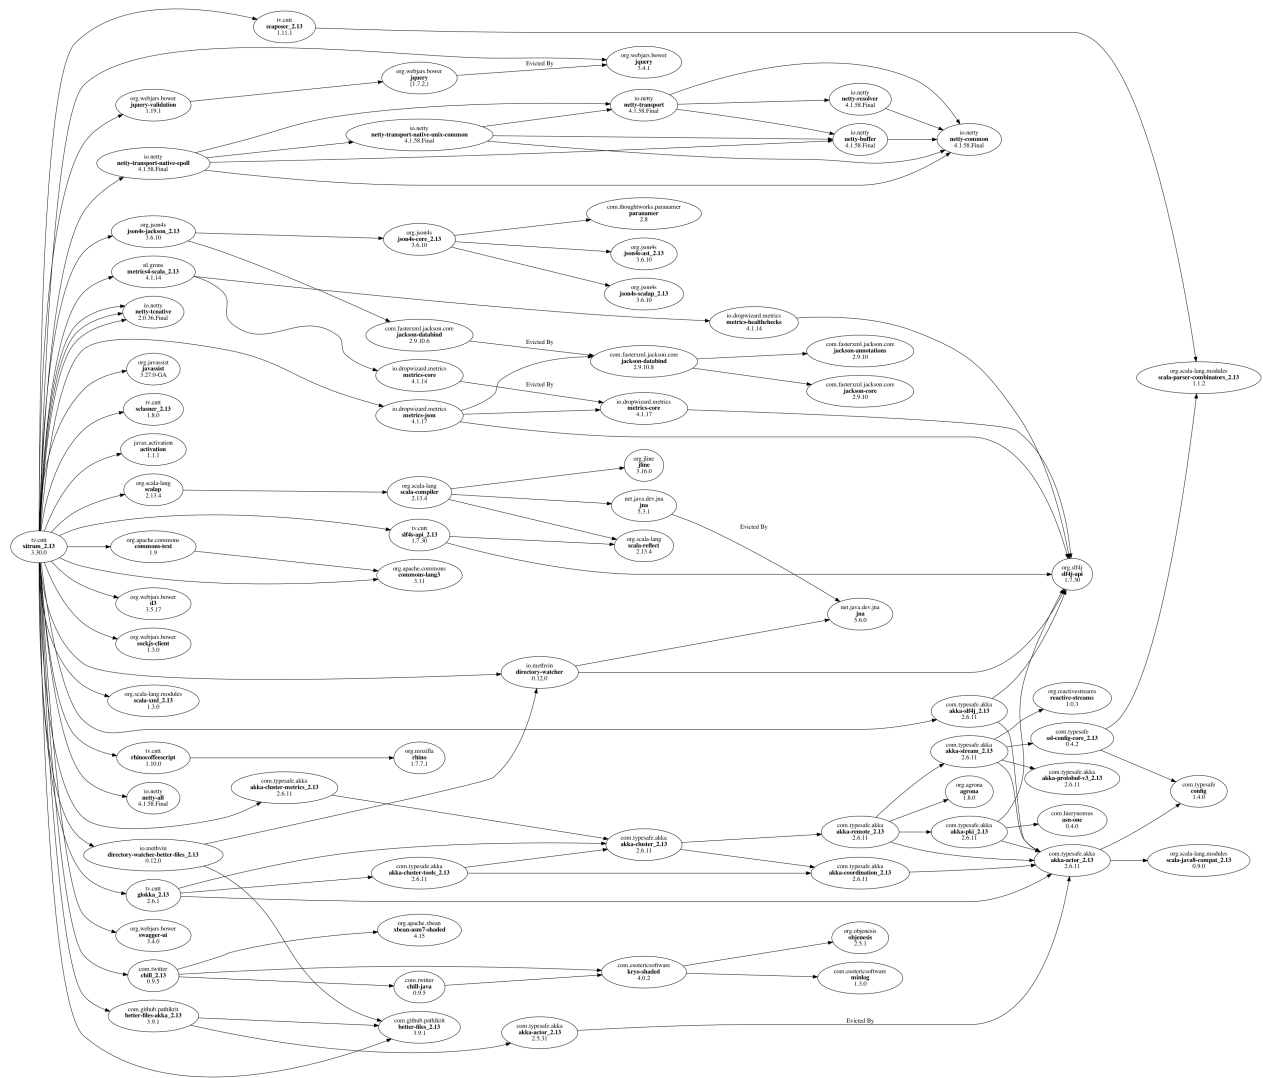 tv.cntt
scaposer_2.13
1.11.1
org.webjars.bower
jquery
3.4.1
Evicted By
org.webjars.bower
jquery
[1.7.2,)
org.webjars.bower
jquery-validation
1.19.1
io.netty
netty-transport
4.1.58.Final
io.netty
netty-resolver
4.1.58.Final
io.netty
netty-transport-native-unix-common
4.1.58.Final
io.netty
netty-buffer
4.1.58.Final
io.netty
netty-common
4.1.58.Final
io.netty
netty-transport-native-epoll
4.1.58.Final
com.thoughtworks.paranamer
paranamer
2.8
org.json4s
json4s-jackson_2.13
3.6.10
org.json4s
json4s-core_2.13
3.6.10
org.json4s
json4s-ast_2.13
3.6.10
org.json4s
json4s-scalap_2.13
3.6.10
nl.grons
metrics4-scala_2.13
4.1.14
io.netty
netty-tcnative
2.0.36.Final
io.dropwizard.metrics
metrics-healthchecks
4.1.14
com.fasterxml.jackson.core
jackson-databind
2.9.10.6
Evicted By
com.fasterxml.jackson.core
jackson-databind
2.9.10.8
com.fasterxml.jackson.core
jackson-annotations
2.9.10
com.fasterxml.jackson.core
jackson-core
2.9.10
org.javassist
javassist
3.27.0-GA
io.dropwizard.metrics
metrics-core
4.1.14
Evicted By
io.dropwizard.metrics
metrics-core
4.1.17
io.dropwizard.metrics
metrics-json
4.1.17
org.scala-lang.modules
scala-parser-combinators_2.13
1.1.2
tv.cntt
sclasner_2.13
1.8.0
javax.activation
activation
1.1.1
org.scala-lang
scalap
2.13.4
org.scala-lang
scala-compiler
2.13.4
org.jline
jline
3.16.0
net.java.dev.jna
jna
5.3.1
Evicted By
tv.cntt
slf4s-api_2.13
1.7.30
org.scala-lang
scala-reflect
2.13.4
tv.cntt
xitrum_2.13
3.30.0
org.apache.commons
commons-text
1.9
org.apache.commons
commons-lang3
3.11
org.slf4j
slf4j-api
1.7.30
org.webjars.bower
d3
3.5.17
net.java.dev.jna
jna
5.6.0
org.webjars.bower
sockjs-client
1.3.0
io.methvin
directory-watcher
0.12.0
org.scala-lang.modules
scala-xml_2.13
1.3.0
com.typesafe.akka
akka-slf4j_2.13
2.6.11
org.reactivestreams
reactive-streams
1.0.3
com.typesafe
ssl-config-core_2.13
0.4.2
tv.cntt
rhinocoffeescript
1.10.0
org.mozilla
rhino
1.7.7.1
com.typesafe.akka
akka-stream_2.13
2.6.11
com.typesafe.akka
akka-protobuf-v3_2.13
2.6.11
com.typesafe
config
1.4.0
io.netty
netty-all
4.1.58.Final
com.typesafe.akka
akka-cluster-metrics_2.13
2.6.11
org.agrona
agrona
1.8.0
com.hierynomus
asn-one
0.4.0
com.typesafe.akka
akka-remote_2.13
2.6.11
com.typesafe.akka
akka-pki_2.13
2.6.11
io.methvin
directory-watcher-better-files_2.13
0.12.0
com.typesafe.akka
akka-cluster_2.13
2.6.11
com.typesafe.akka
akka-cluster-tools_2.13
2.6.11
com.typesafe.akka
akka-coordination_2.13
2.6.11
com.typesafe.akka
akka-actor_2.13
2.6.11
org.scala-lang.modules
scala-java8-compat_2.13
0.9.0
tv.cntt
glokka_2.13
2.6.1
org.webjars.bower
swagger-ui
3.4.0
org.apache.xbean
xbean-asm7-shaded
4.15
org.objenesis
objenesis
2.5.1
com.twitter
chill_2.13
0.9.5
com.twitter
chill-java
0.9.5
com.esotericsoftware
kryo-shaded
4.0.2
com.esotericsoftware
minlog
1.3.0
com.github.pathikrit
better-files-akka_2.13
3.9.1
com.github.pathikrit
better-files_2.13
3.9.1
com.typesafe.akka
akka-actor_2.13
2.5.31
Evicted By